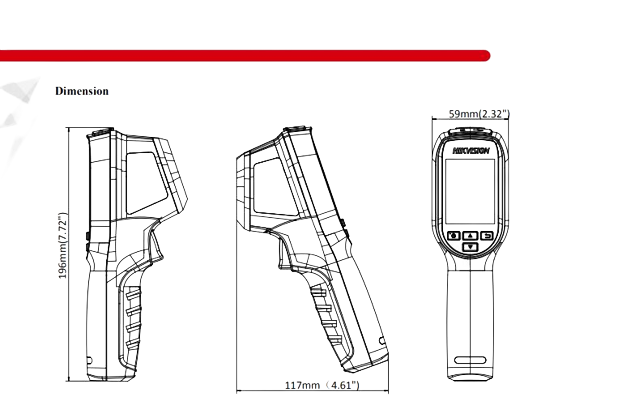 Dimension
59mm(2.32")
HIKVISION
196mm(7.72")
117mm（4.61")